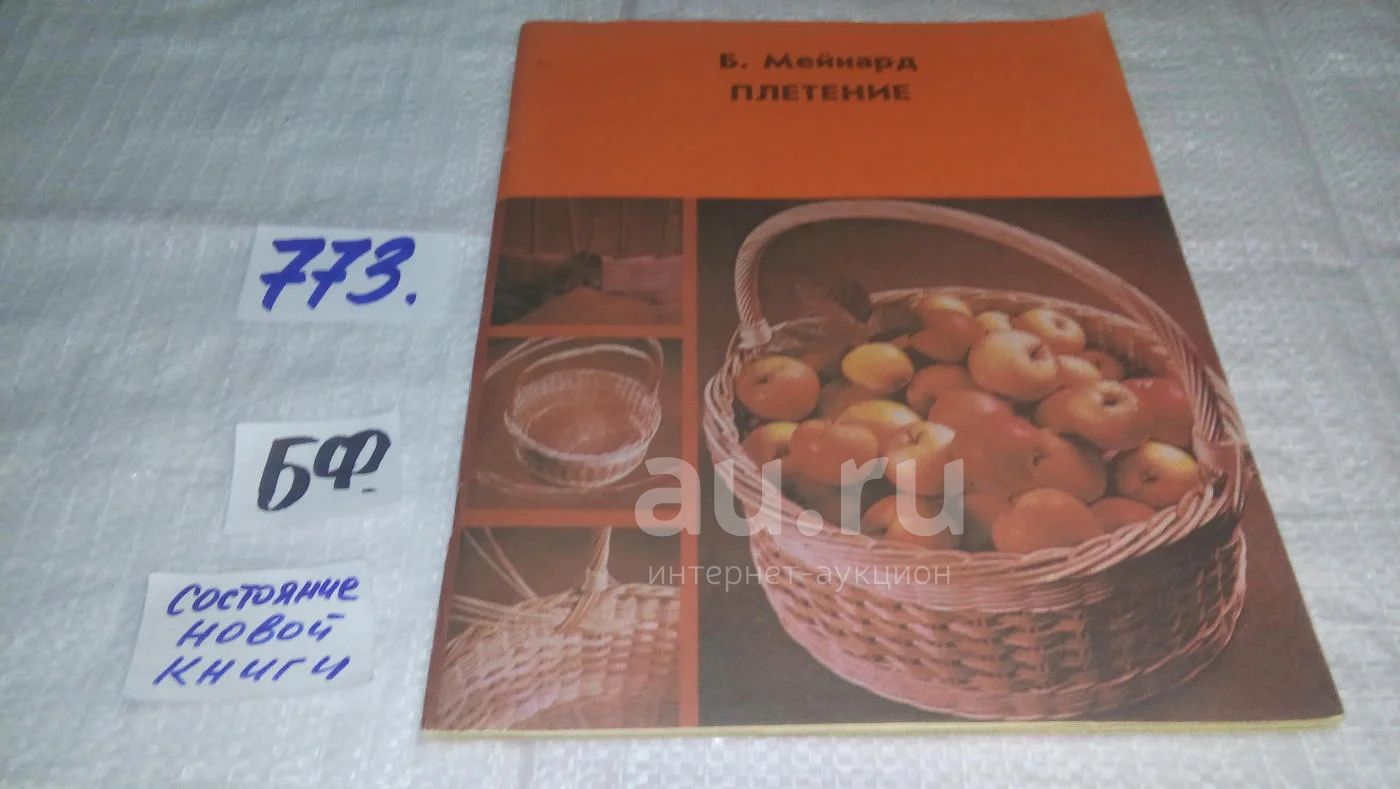 Б. Мейнард
ПЛЕТЕНИЕ
773.
БФ.
СОСТОЯНИЕ
НОВОЙ
КНИГИ
au.ru
интернет-аукцион